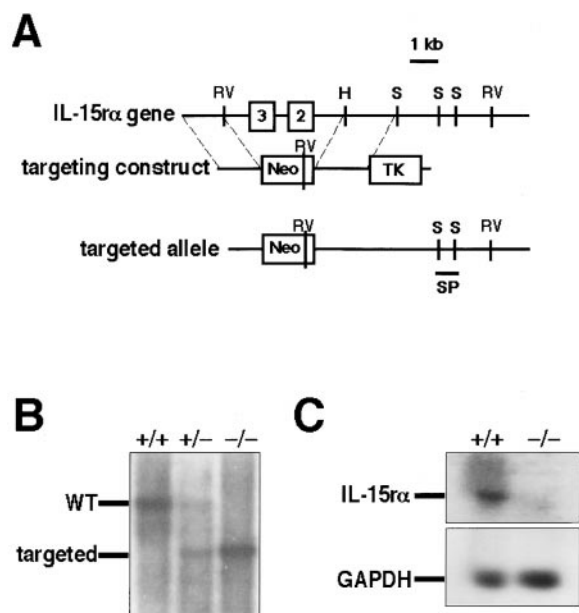 A
1 kb
RV H S S S RV
IL-15rα gene 3 2
RV
targeting construct Neo TK
RV S S RV
targeted allele Neo
SP
B
+/+ +/− −/−
WT
targeted
C
+/+ −/−
IL-15rα
GAPDH